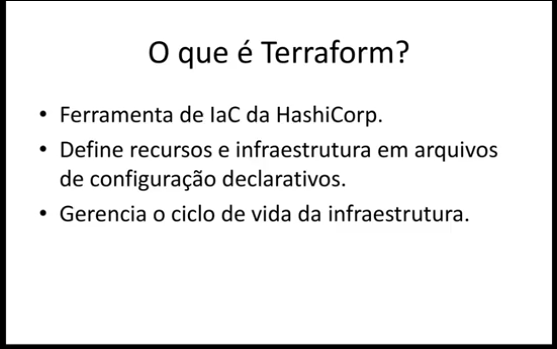 O que é Terraform?
• Ferramenta de IaC da HashiCorp.
• Define recursos e infraestrutura em arquivos
de configuração declarativos.
• Gerencia o ciclo de vida da infraestrutura.